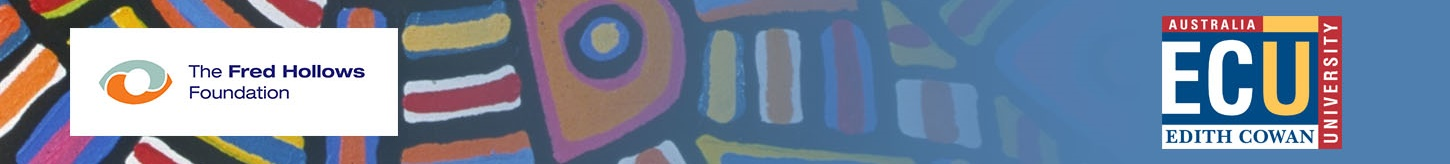 The Fred Hollows
Foundation
AUSTRALIA
ECU
EDITH COWAN
UNIVERSITY